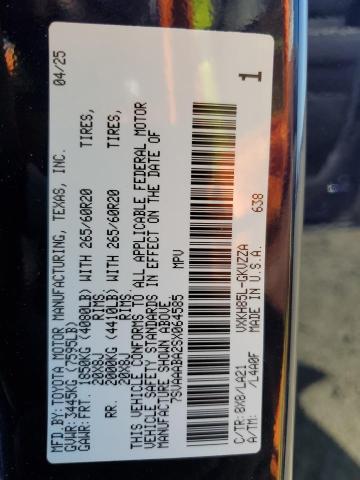 MFD. BY: TOYOTA MOTOR MANUFACTURING, TEXAS, INC. 04/25
GVWR: 3445KG (7595LB)
GAWR: FRT. 1850KG (4080LB) WITH 265/60R20 TIRES,
20X8J RIMS
RR. 2000KG (4410LB) WITH 265/60R20 TIRES,
20X8J RIMS
THIS VEHICLE CONFORMS TO ALL APPLICABLE FEDERAL MOTOR
VEHICLE SAFETY STANDARDS IN EFFECT ON THE DATE OF
MANUFACTURE SHOWN ABOVE.
7SVAAABA2SX064585 MPV
1
638
UXKH85L-GKVZZA
C/TR: 8X8/LA21 MADE IN U.S.A.
A/TM: /L4A0F